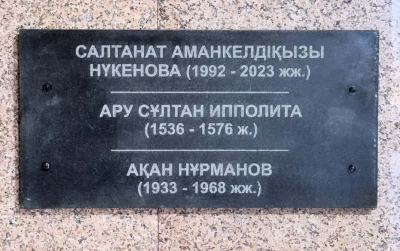 САЛТАНАТ АМАНКЕЛДІҚЫЗЫ
НҮКЕНОВА (1992 - 2023 жж.)
АРУ СҰЛТАН ИППОЛИТА
(1536 - 1576 ж.)
АҚАН НҰРМАНОВ
(1933 - 1968 жж.)